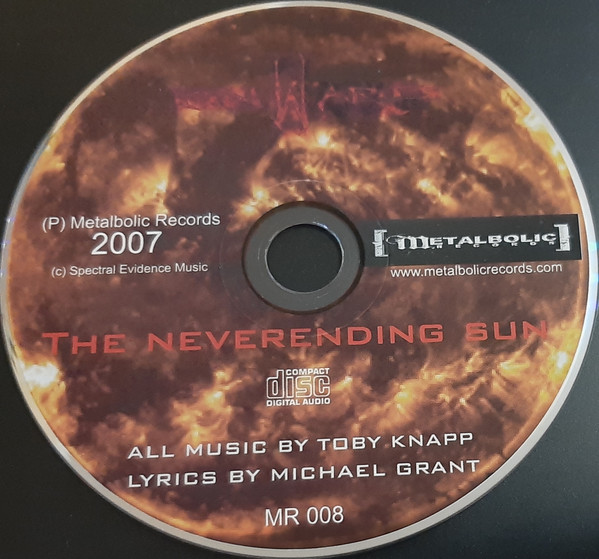 (P) Metalbolic Records
2007
(c) Spectral Evidence Music
[METALBOLIC]
RECORDS
www.metalbolicrecords.com
THE NEVERENDING SUN
COMPACT
disc
DIGITAL AUDIO
ALL MUSIC BY TOBY KNAPP
LYRICS BY MICHAEL GRANT
MR 008